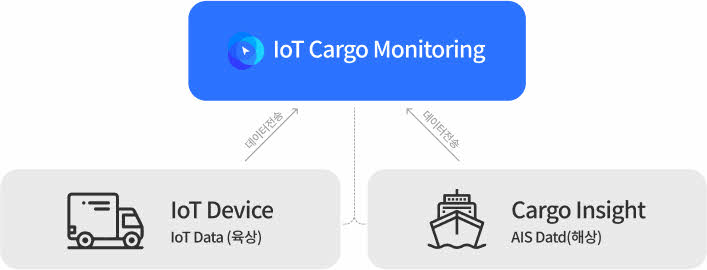 IoT Cargo Monitoring
데이터전송
데이터전송
IoT Device
IoT Data (육상)
Cargo Insight
AIS Datd(해상)